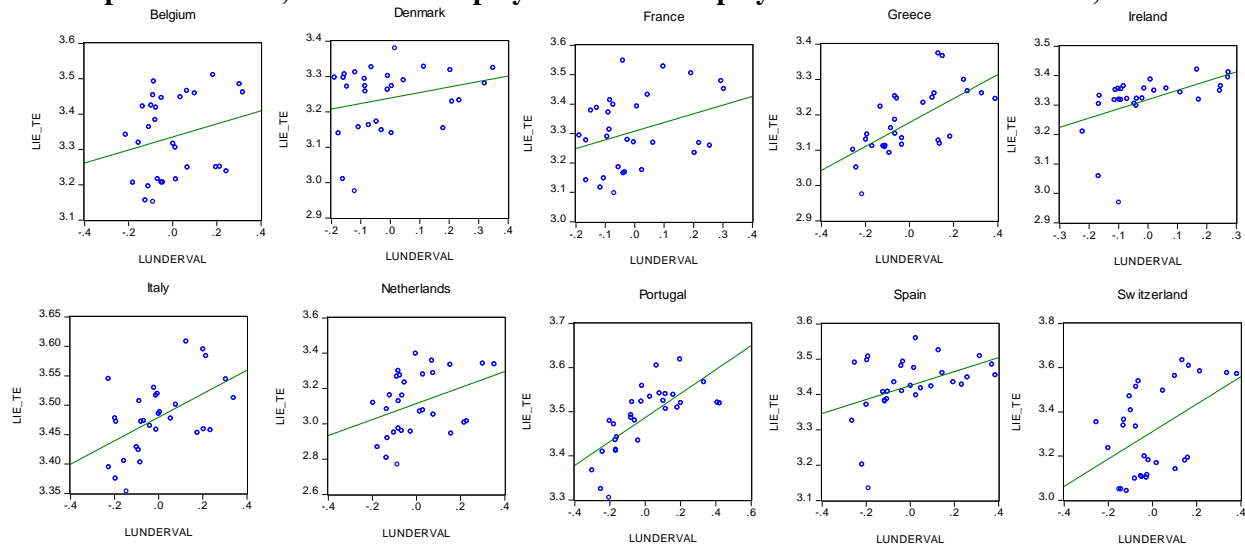 Belgium
3.6
3.5
3.4
3.3
3.2
3.1
LIE_TE
-.4 -.2 .0 .2 .4
LUNDERVAL
Denmark
3.4
3.3
3.2
3.1
3.0
2.9
LIE_TE
-.2 -.1 .0 .1 .2 .3 .4
LUNDERVAL
France
3.6
3.5
3.4
3.3
3.2
3.1
3.0
LIE_TE
-.2 -.1 .0 .1 .2 .3 .4
LUNDERVAL
Greece
3.4
3.3
3.2
3.1
3.0
2.9
LIE_TE
-.4 -.2 .0 .2 .4
LUNDERVAL
Ireland
3.5
3.4
3.3
3.2
3.1
3.0
2.9
LIE_TE
-.3 -.2 -.1 .0 .1 .2 .3
LUNDERVAL
Italy
3.65
3.60
3.55
3.50
3.45
3.40
3.35
LIE_TE
-.4 -.2 .0 .2 .4
LUNDERVAL
Netherlands
3.6
3.4
3.2
3.0
2.8
2.6
LIE_TE
-.4 -.2 .0 .2 .4
LUNDERVAL
Portugal
3.7
3.6
3.5
3.4
3.3
LIE_TE
-.4 -.2 .0 .2 .4 .6
LUNDERVAL
Spain
3.6
3.5
3.4
3.3
3.2
3.1
LIE_TE
-.4 -.2 .0 .2 .4
LUNDERVAL
Switzerland
3.8
3.6
3.4
3.2
3.0
LIE_TE
-.4 -.2 .0 .2 .4
LUNDERVAL